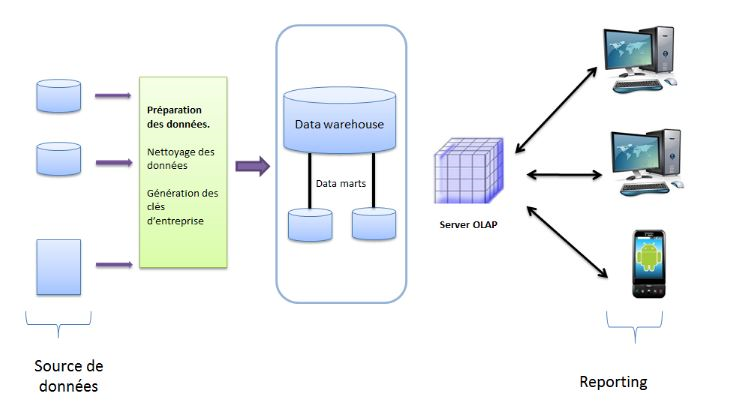 Préparation
des données.
Nettoyage des
données
Génération des
clés
d'entreprise
Data warehouse
Data marts
Server OLAP
Source de
données
Reporting